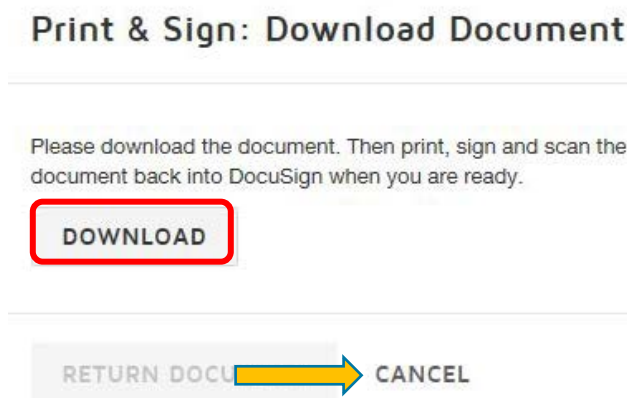 Print & Sign: Download Document
Please download the document. Then print, sign and scan the
document back into DocuSign when you are ready.
DOWNLOAD
RETURN DOCU CANCEL